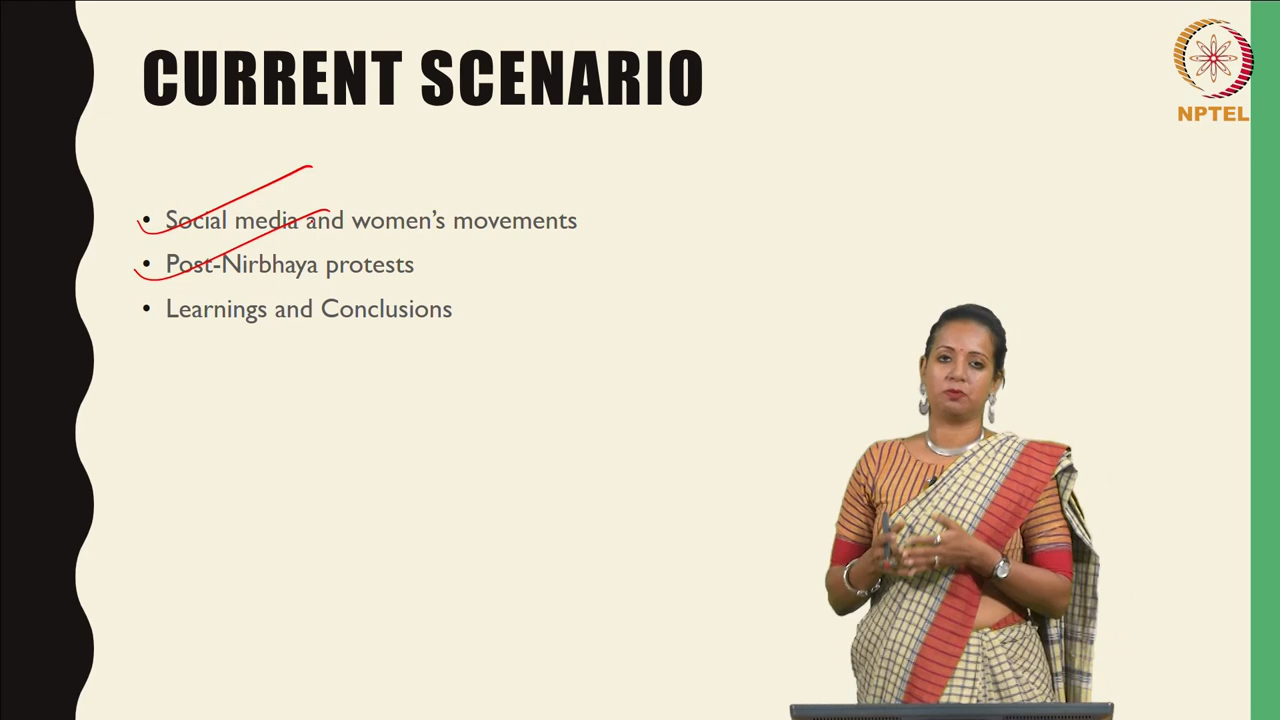 CURRENT SCENARIO
NPTEL
• Social media and women's movements
• Post-Nirbhaya protests
• Learnings and Conclusions